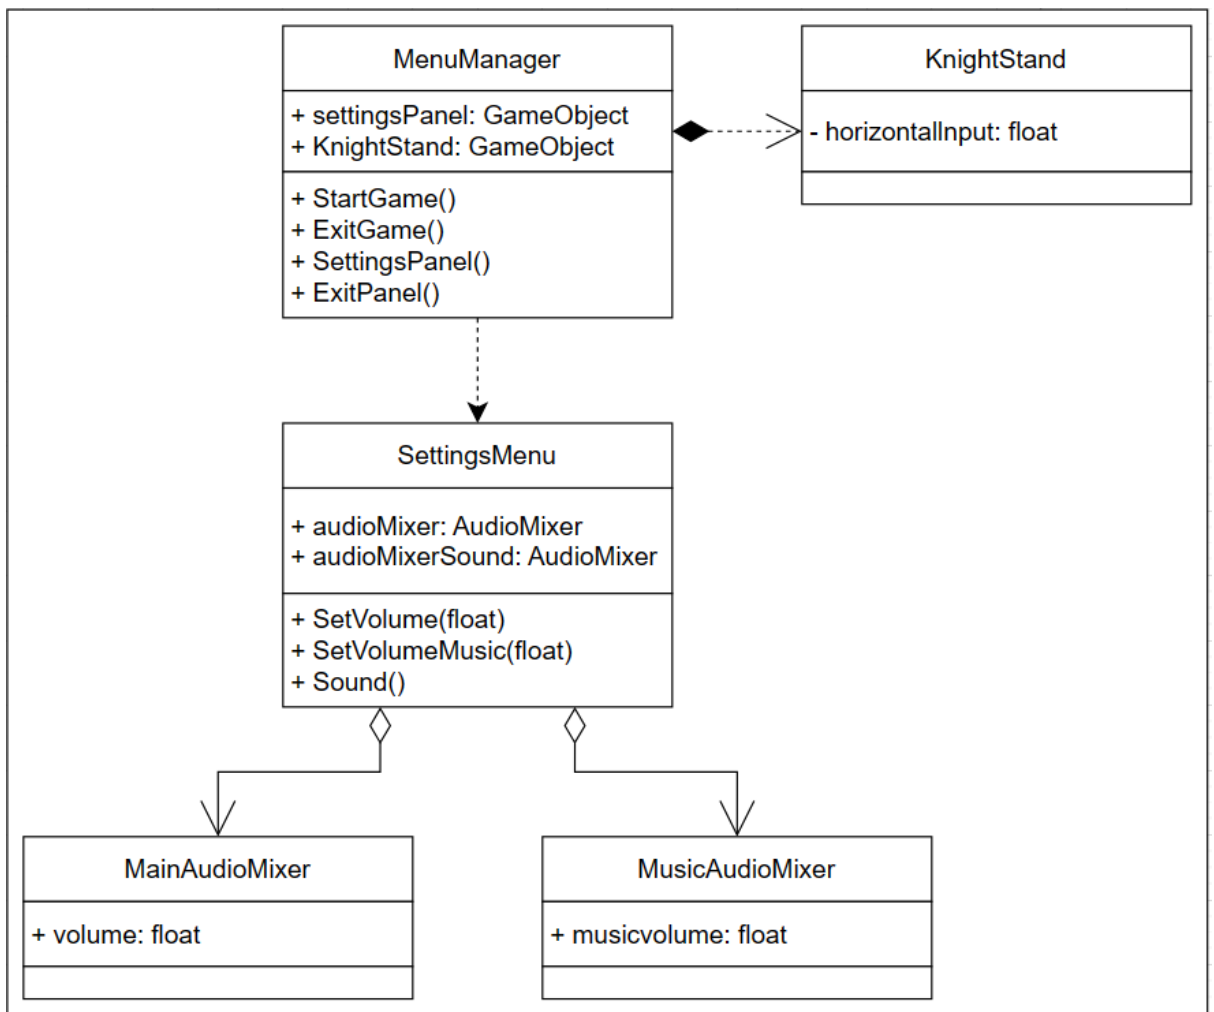 MenuManager
+ settingsPanel: GameObject
+ KnightStand: GameObject
+ StartGame()
+ ExitGame()
+ SettingsPanel()
+ ExitPanel()
KnightStand
- horizontalInput: float
SettingsMenu
+ audioMixer: AudioMixer
+ audioMixerSound: AudioMixer
+ SetVolume(float)
+ SetVolumeMusic(float)
+ Sound()
MainAudioMixer
+ volume: float
MusicAudioMixer
+ musicvolume: float